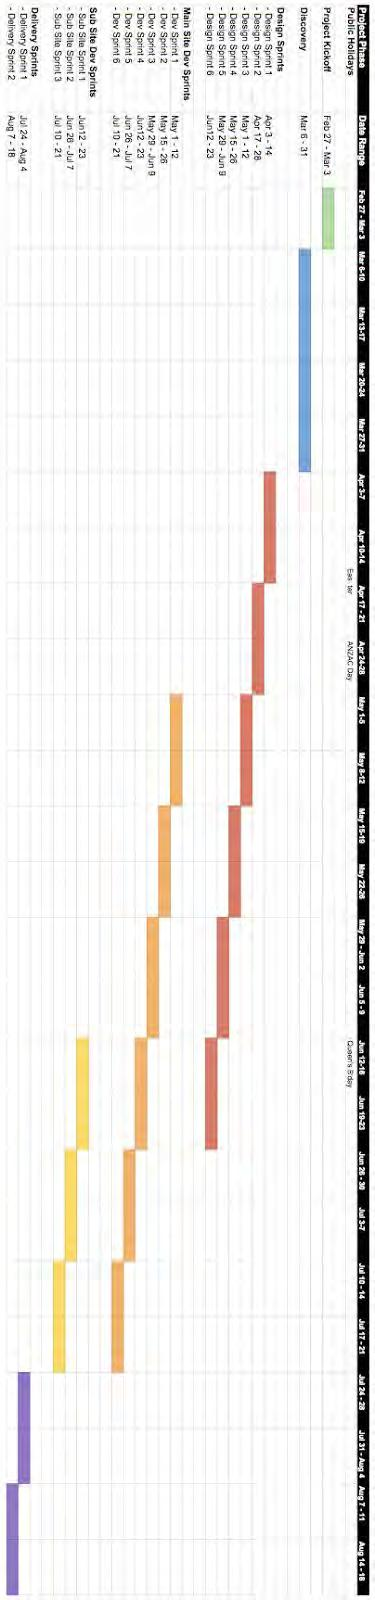 Project Phase Date Range Feb 27 - Mar 3 Mar 6-10 Mar 13-17 Mar 20-24 Mar 27-31 Apr 3-7 Apr 10-14 Apr 17 - 21 Apr 24-28 May 1-5 May 8-12 May 15-19 May 22-26 May 29 - Jun 2 Jun 5 - 9 Jun 12-16 Jun 19-23 Jun 26 - 30 Jul 3-7 Jul 10 - 14 Jul 17 - 21 Jul 24 - 28 Jul 31 - Aug 4 Aug 7 - 11 Aug 14 - 18
Public Holidays Easter ANZAC Day Queen's B'day
Project Kickoff Feb 27 - Mar 3
Discovery Mar 6 - 31
Design Sprints
- Design Sprint 1 Apr 3 - 14
- Design Sprint 2 Apr 17 - 28
- Design Sprint 3 May 1 - 12
- Design Sprint 4 May 15 - 26
- Design Sprint 5 May 29 - Jun 9
- Design Sprint 6 Jun12 - 23
Main Site Dev Sprints
- Dev Sprint 1 May 1 - 12
- Dev Sprint 2 May 15 - 26
- Dev Sprint 3 May 29 - Jun 9
- Dev Sprint 4 Jun12 - 23
- Dev Sprint 5 Jun 26 - Jul 7
- Dev Sprint 6 Jul 10 - 21
Sub Site Dev Sprints
- Sub Site Sprint 1 Jun12 - 23
- Sub Site Sprint 2 Jun 26 - Jul 7
- Sub Site Sprint 3 Jul 10 - 21
Delivery Sprints
- Delivery Sprint 1 Jul 24 - Aug 4
- Delivery Sprint 2 Aug 7 - 18